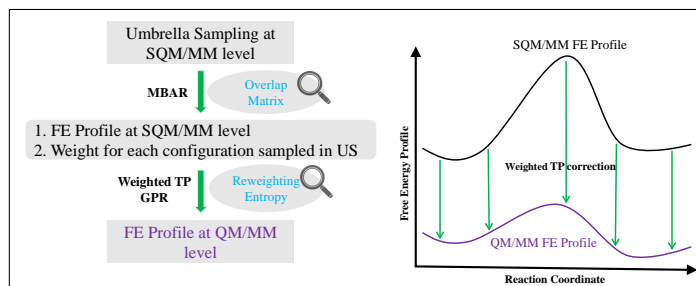 Umbrella Sampling at
SQM/MM level
MBAR
Overlap
Matrix
1. FE Profile at SQM/MM level
2. Weight for each configuration sampled in US
Weighted TP
GPR
Reweighting
Entropy
FE Profile at QM/MM
level
SQM/MM FE Profile
Free Energy Profile
Weighted TP correction
QM/MM FE Profile
Reaction Coordinate